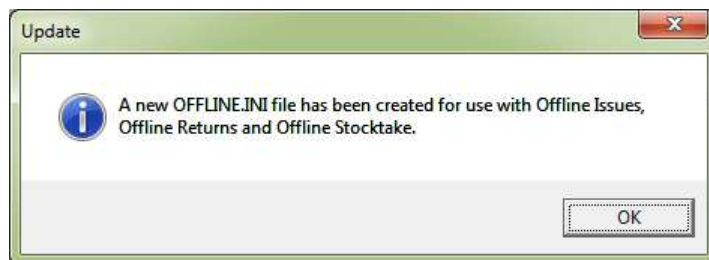 Update
A new OFFLINE.INI file has been created for use with Offline Issues,
Offline Returns and Offline Stocktake.
OK